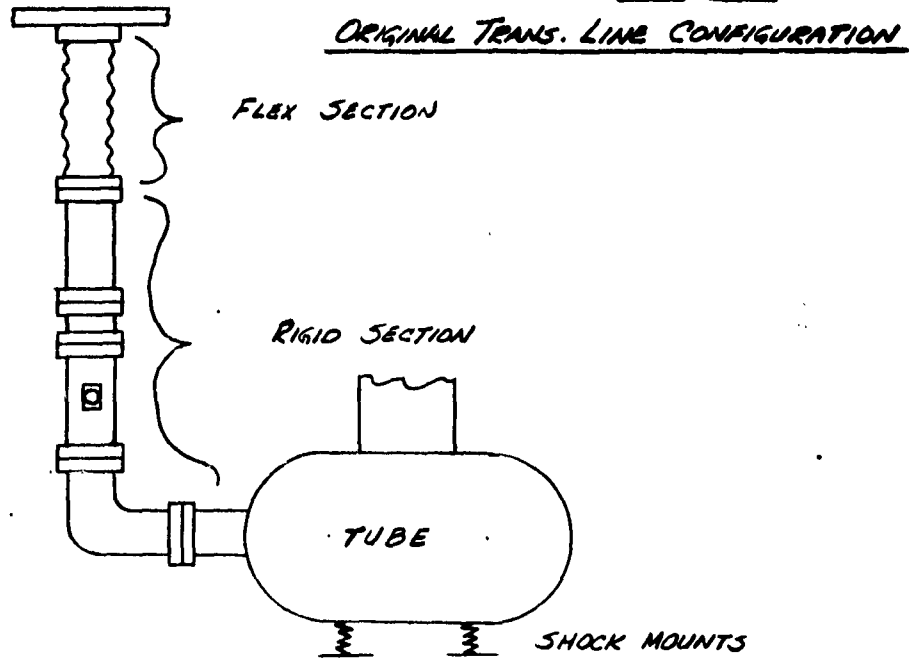 ORIGINAL TRANS. LINE CONFIGURATION
FLEX SECTION
RIGID SECTION
TUBE
SHOCK MOUNTS